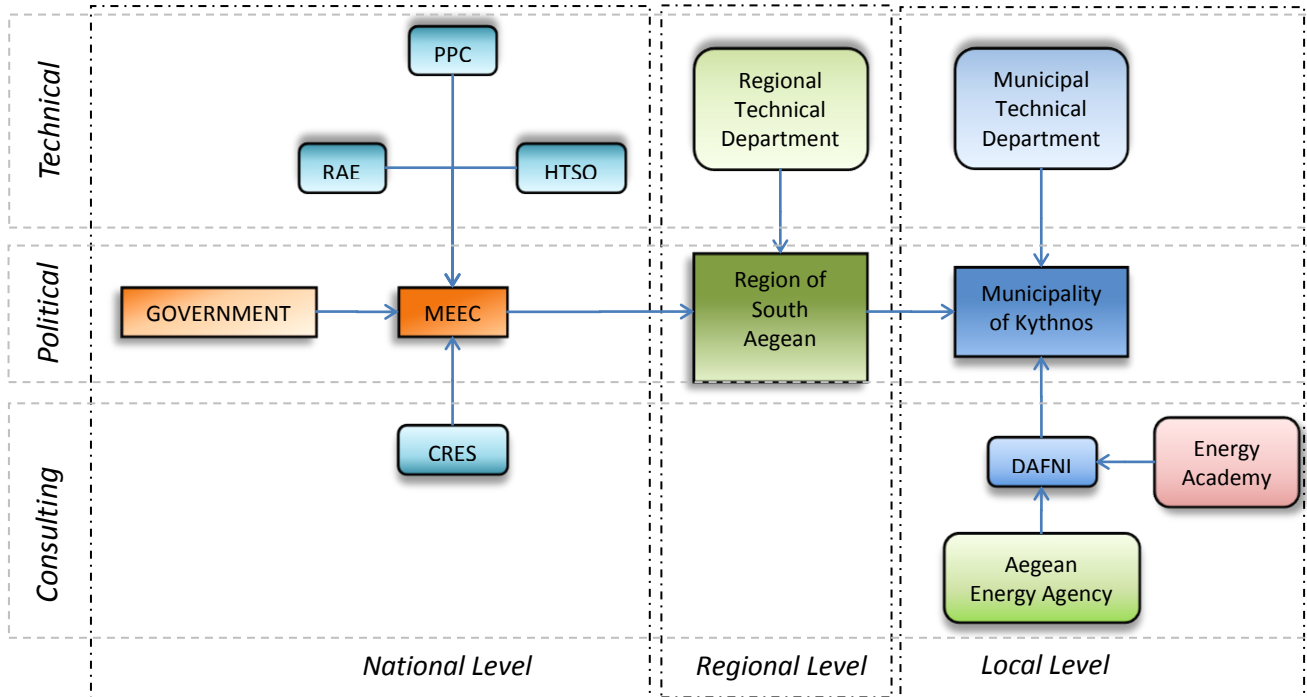 Technical
PPC
RAE
HTSO
Regional
Technical
Department
Municipal
Technical
Department
Political
GOVERNMENT
MEEC
Region of
South
Aegean
Municipality
of Kythnos
Consulting
CRES
DAFNI
Energy
Academy
Aegean
Energy Agency
National Level
Regional Level
Local Level